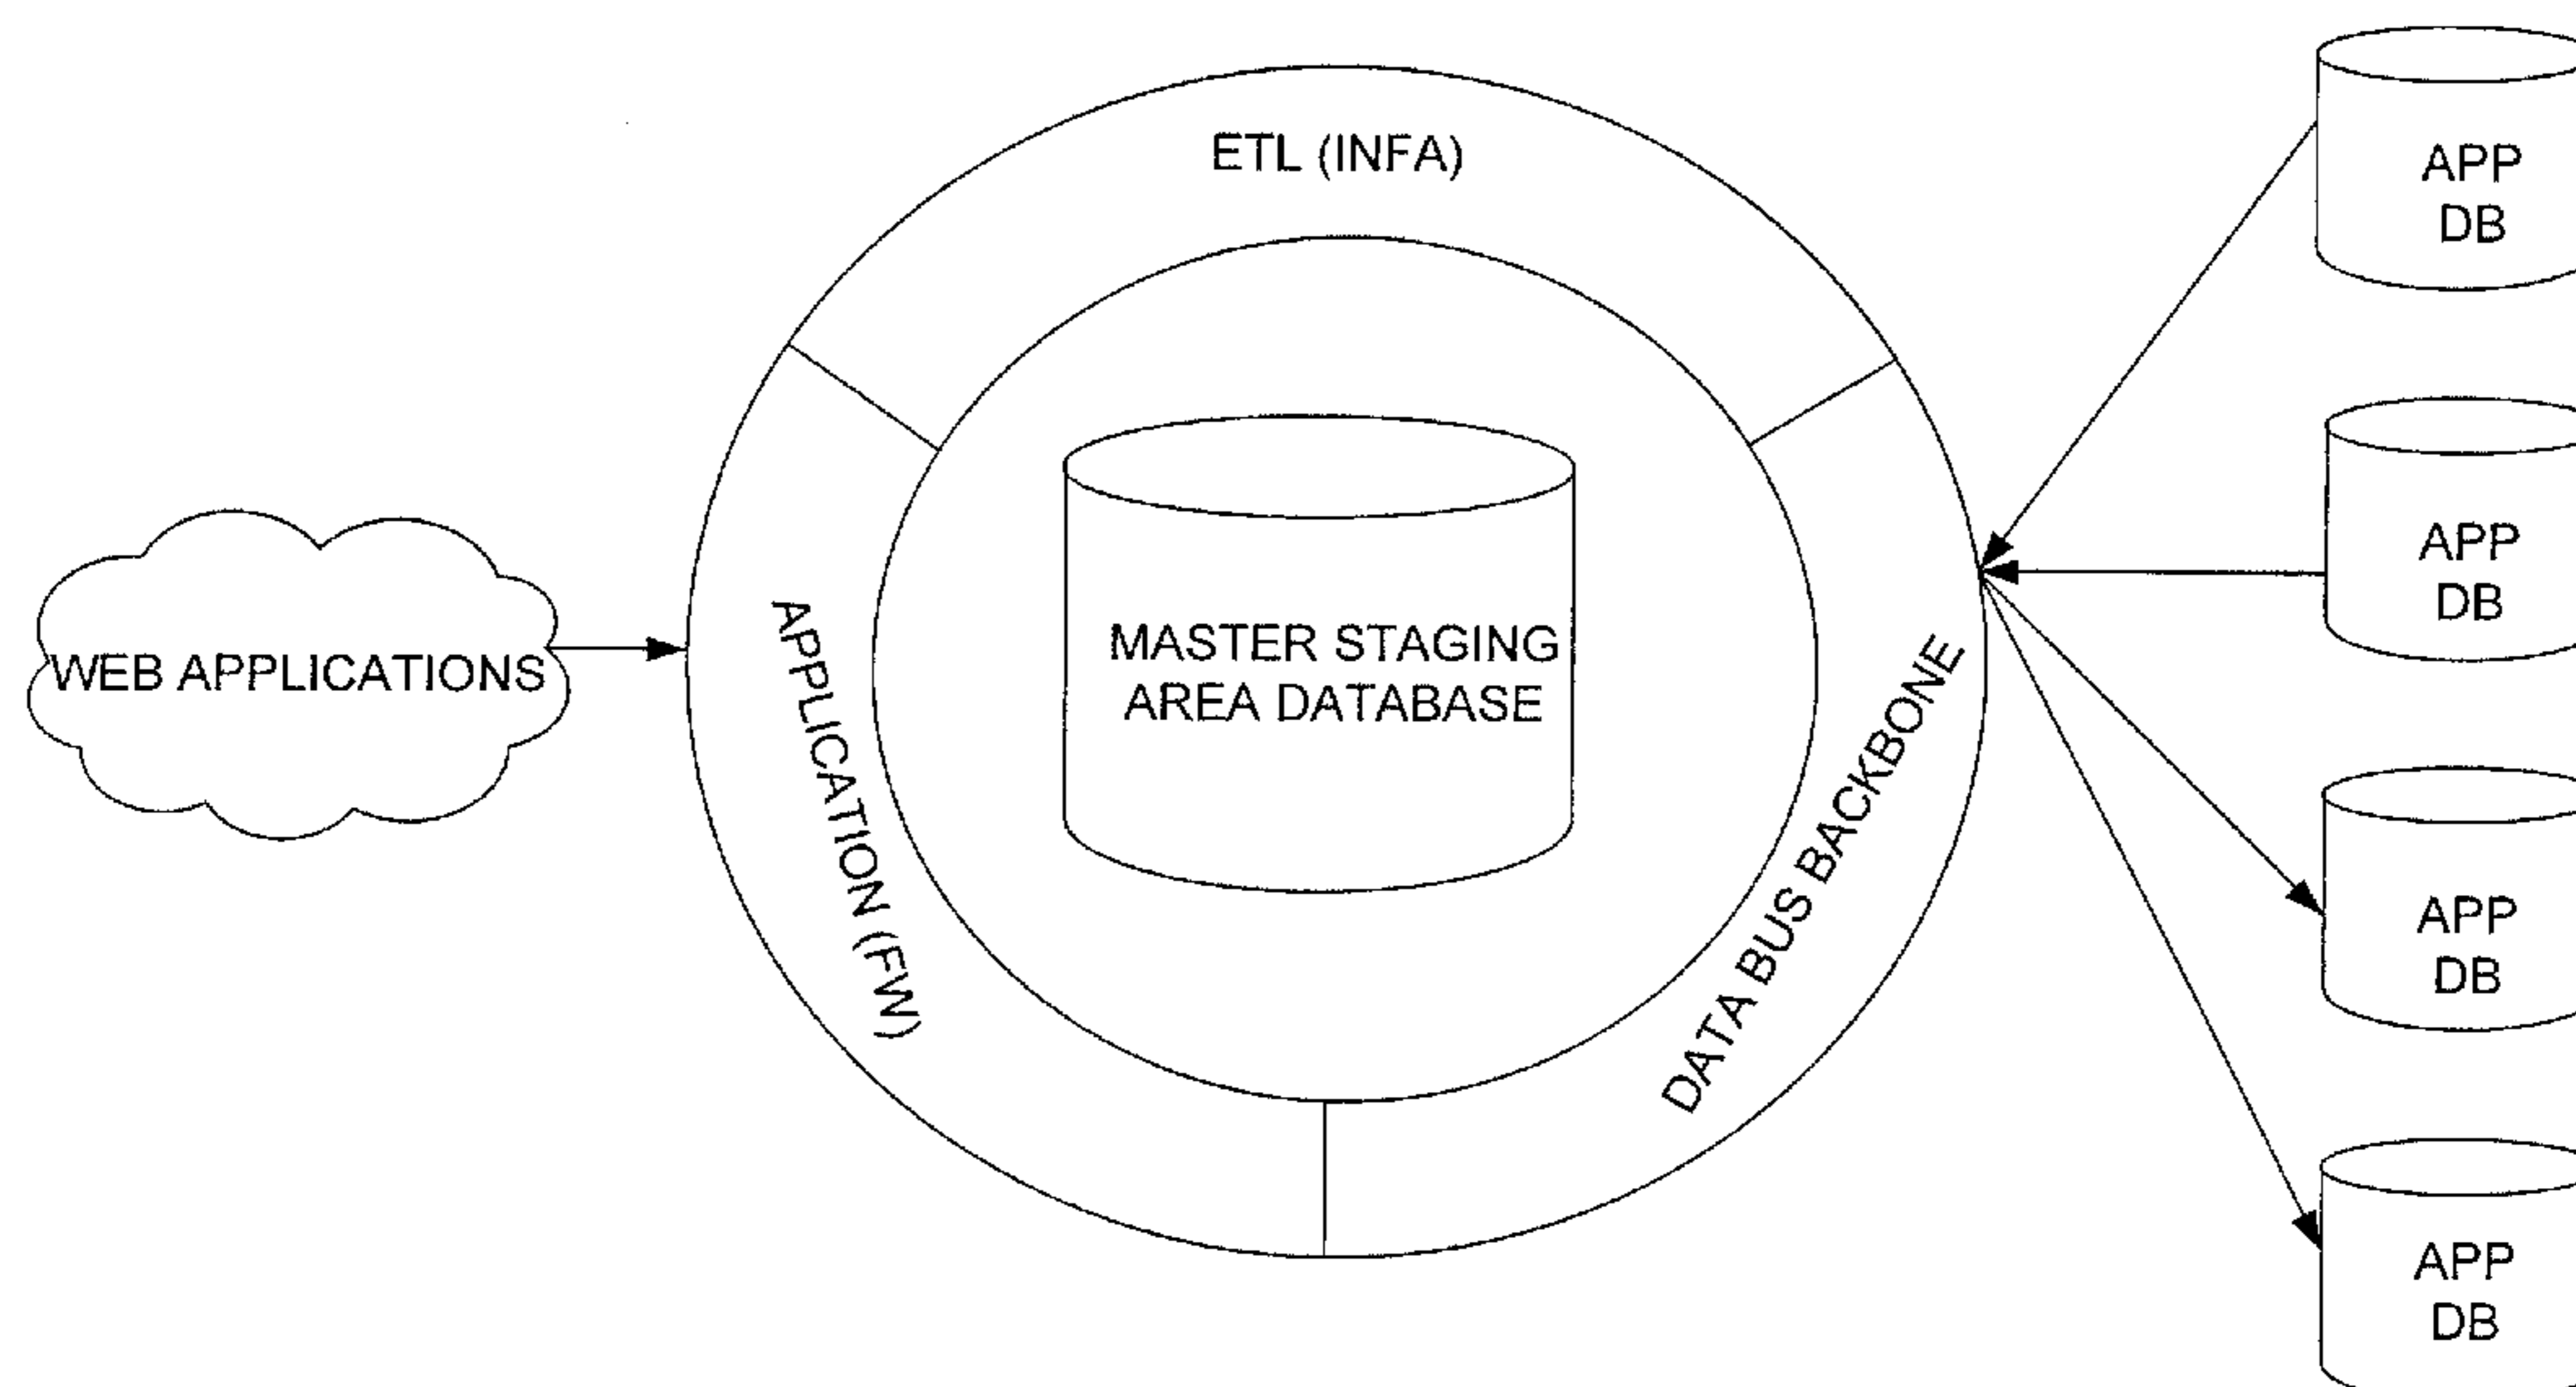 ETL (INFA)
APP
DB
APP
DB
WEB APPLICATIONS
APPLICATION (FW)
MASTER STAGING
AREA DATABASE
DATA BUS BACKBONE
APP
DB
APP
DB